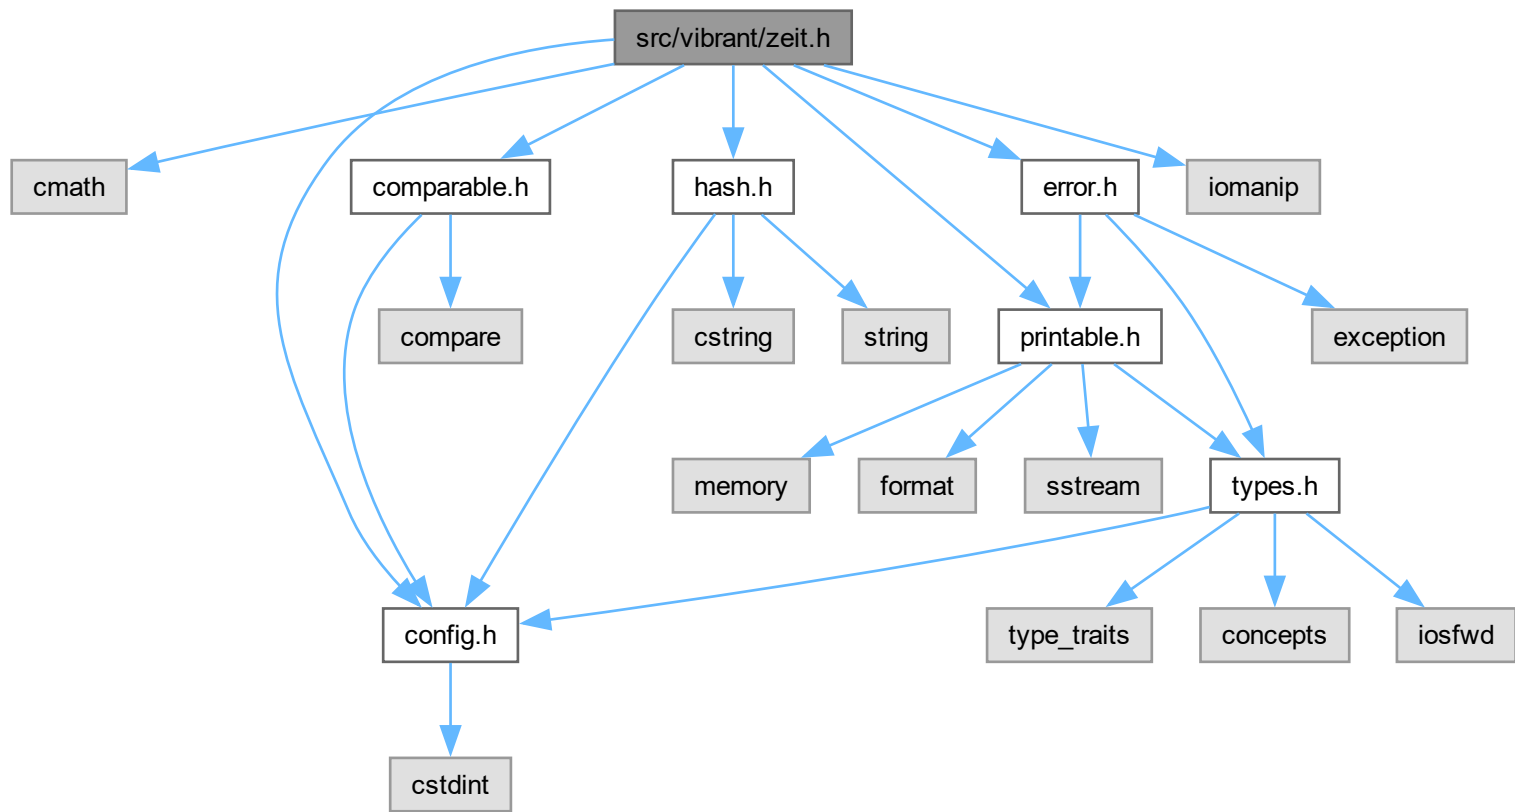 src/vibrant/zeit.h
cmath
comparable.h
hash.h
error.h
iomanip
compare
cstring
string
printable.h
exception
memory
format
sstream
types.h
config.h
type_traits
concepts
iosfwd
cstdint